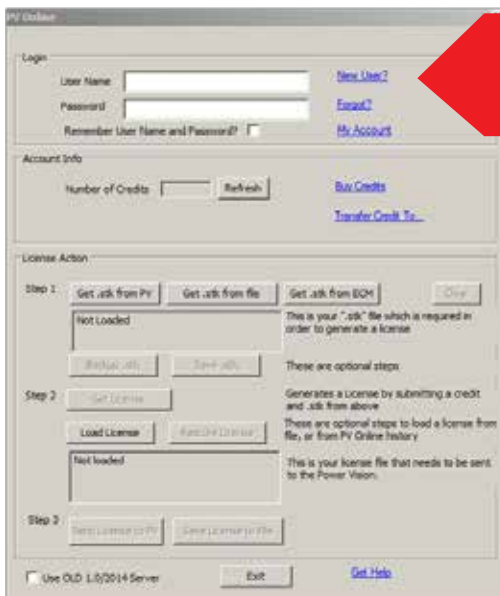 PV Online
Login
User Name
New User?
Password
Forgot?
Remember User Name and Password?
My Account
Account Info
Number of Credits
Refresh
Buy Credits
Transfer Credit To...
License Action
Step 1
Get .stk from PV
Get .stk from file
Get .stk from ECM
Clear
Not Loaded
This is your ".stk" file which is required in
order to generate a license
Backup .stk
Save .stk
These are optional steps
Step 2
Get License
Generates a License by submitting a credit
and .stk from above
Load License
Restore License
These are optional steps to load a license from
file, or from PV Online history
Not loaded
This is your license file that needs to be sent
to the Power Vision.
Step 3
Send License to PV
Save License to File
Use OLD 1.0/2014 Server
Exit
Get Help